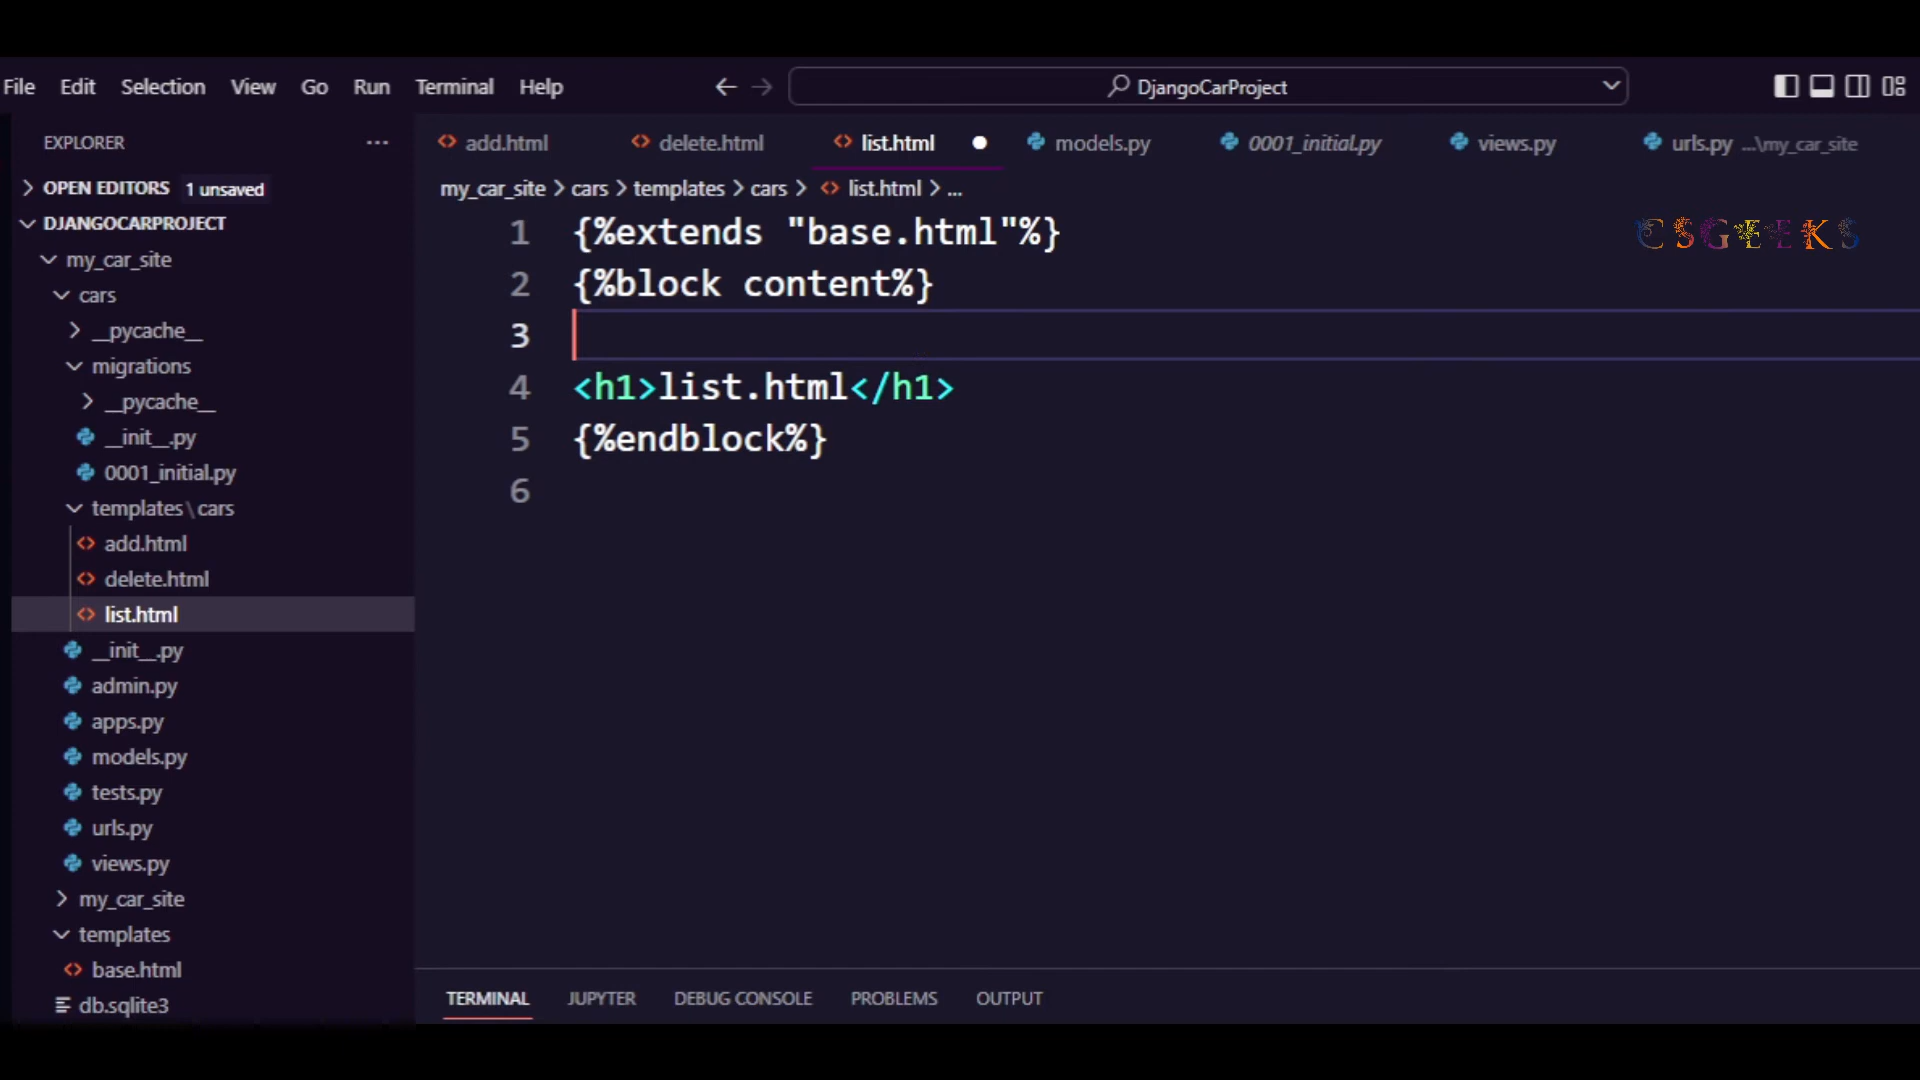 File Edit Selection View Go Run Terminal Help DjangoCarProject
EXPLORER ...
add.html delete.html list.html models.py 0001_initial.py views.py urls.py ...\my_car_site
OPEN EDITORS 1 unsaved
my_car_site > cars > templates > cars > list.html > ...
DJANGOCARPROJECT
my_car_site
cars
__pycache__
migrations
__pycache__
__init__.py
0001_initial.py
templates\cars
add.html
delete.html
list.html
__init__.py
admin.py
apps.py
models.py
tests.py
urls.py
views.py
my_car_site
templates
base.html
db.sqlite3
1 {%extends "base.html"%}
2 {%block content%}
3
4 <h1>list.html</h1>
5 {%endblock%}
6
CSGEEKS
TERMINAL JUPYTER DEBUG CONSOLE PROBLEMS OUTPUT